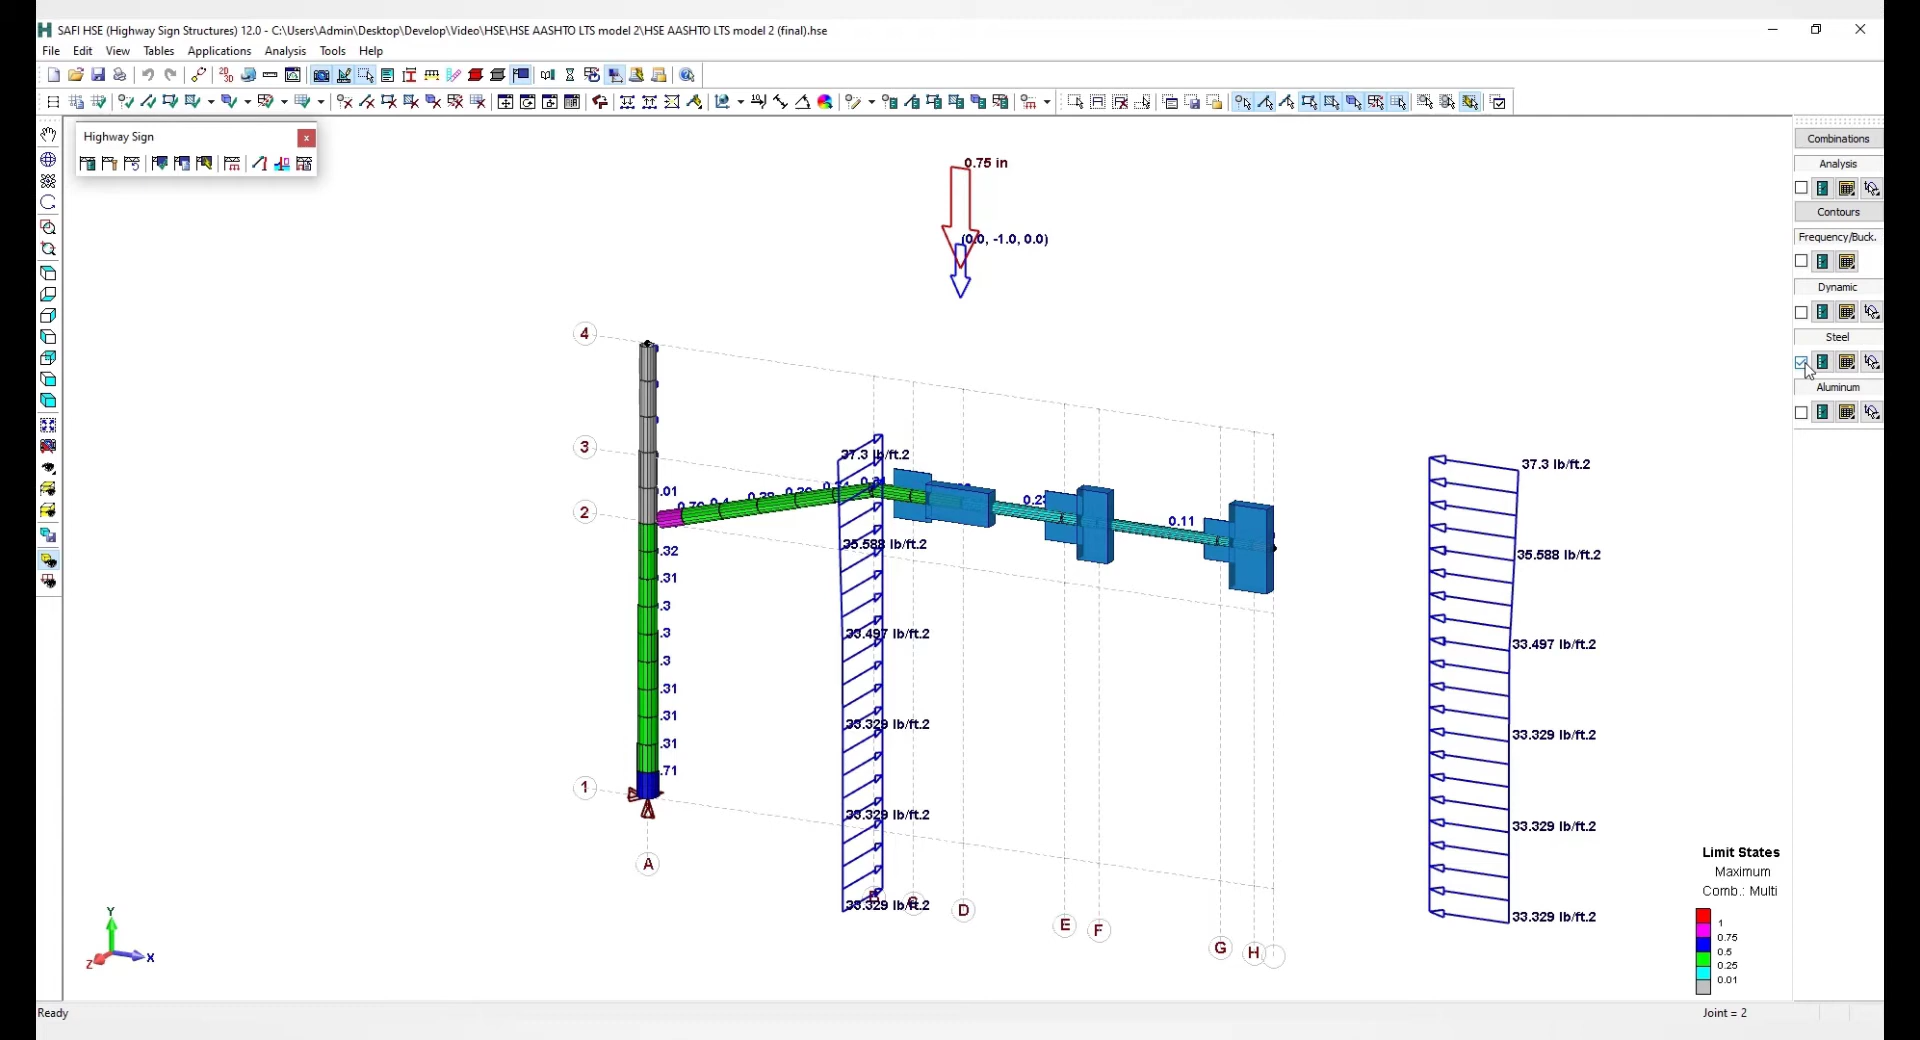 SAFI HSE (Highway Sign Structures) 12.0 - C:\Users\Admin\Desktop\Develop\Video\HSE\HSE AASHTO LTS model 2\HSE AASHTO LTS model 2 (final).hse
File Edit View Tables Applications Analysis Tools Help
Highway Sign
Combinations
Analysis
Contours
Frequency/Buck.
Dynamic
Steel
Aluminum
0.75 in
(0.0, -1.0, 0.0)
4
3
2
1
37.3 lb/ft.2
35.588 lb/ft.2
33.497 lb/ft.2
33.329 lb/ft.2
33.329 lb/ft.2
33.329 lb/ft.2
37.3 lb/ft.2
35.588 lb/ft.2
33.497 lb/ft.2
33.329 lb/ft.2
33.329 lb/ft.2
33.329 lb/ft.2
.01
0.11
.32
.31
.3
.3
.3
.31
.31
.31
.71
A
D
E
F
G
H
Y
X
Z
Limit States
Maximum
Comb.: Multi
1
0.75
0.5
0.25
0.01
Ready
Joint = 2